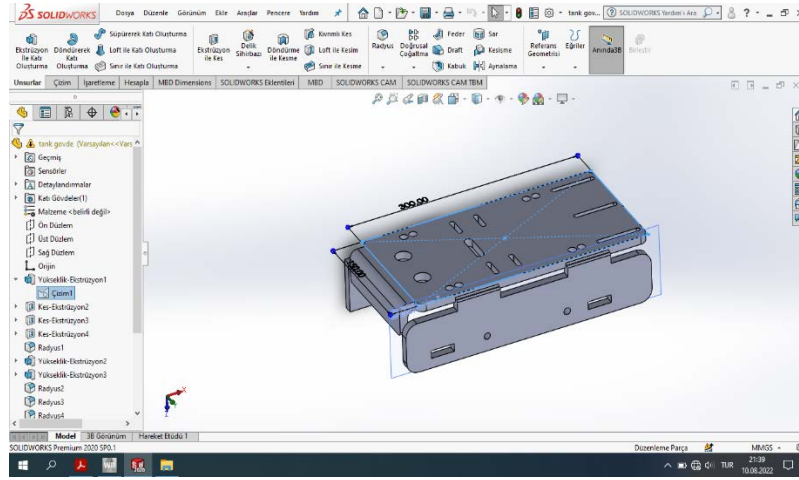 SOLIDWORKS
Dosya Düzenle Görünüm Ekle Araçlar Pencere Yardım
tank gov...
SOLIDWORKS Yardım'ı Ara
Ekstrüzyon ile Katı Oluşturma
Döndürerek Katı Oluşturma
Süpürerek Katı Oluşturma
Loft ile Katı Oluşturma
Sınır ile Katı Oluşturma
Ekstrüzyon ile Kes
Delik Sihirbazı
Döndürme ile Kesme
Kıvrımlı Kes
Loft ile Kesim
Sınır ile Kesme
Radyus
Doğrusal Çoğaltma
Feder
Draft
Kabuk
Sar
Kesişme
Aynalama
Referans Geometrisi
Eğriler
Anında3B
Birleştir
Unsurlar Çizim İşaretleme Hesapla MBD Dimensions SOLIDWORKS Eklentileri MBD SOLIDWORKS CAM SOLIDWORKS CAM TBM
tank govde (Varsayılan<<Vars
Geçmiş
Sensörler
Detaylandırmalar
Katı Gövdeler(1)
Malzeme <belirli değil>
Ön Düzlem
Üst Düzlem
Sağ Düzlem
Orijin
Yükseklik-Ekstrüzyon1
Çizim1
Kes-Ekstrüzyon2
Kes-Ekstrüzyon3
Kes-Ekstrüzyon4
Radyus1
Yükseklik-Ekstrüzyon2
Yükseklik-Ekstrüzyon3
Radyus2
Radyus3
Radyus4
300.00
Model 3B Görünüm Hareket Etüdü 1
SOLIDWORKS Premium 2020 SP0.1
Düzenleme Parça
MMGS
TUR
21:39
10.08.2022